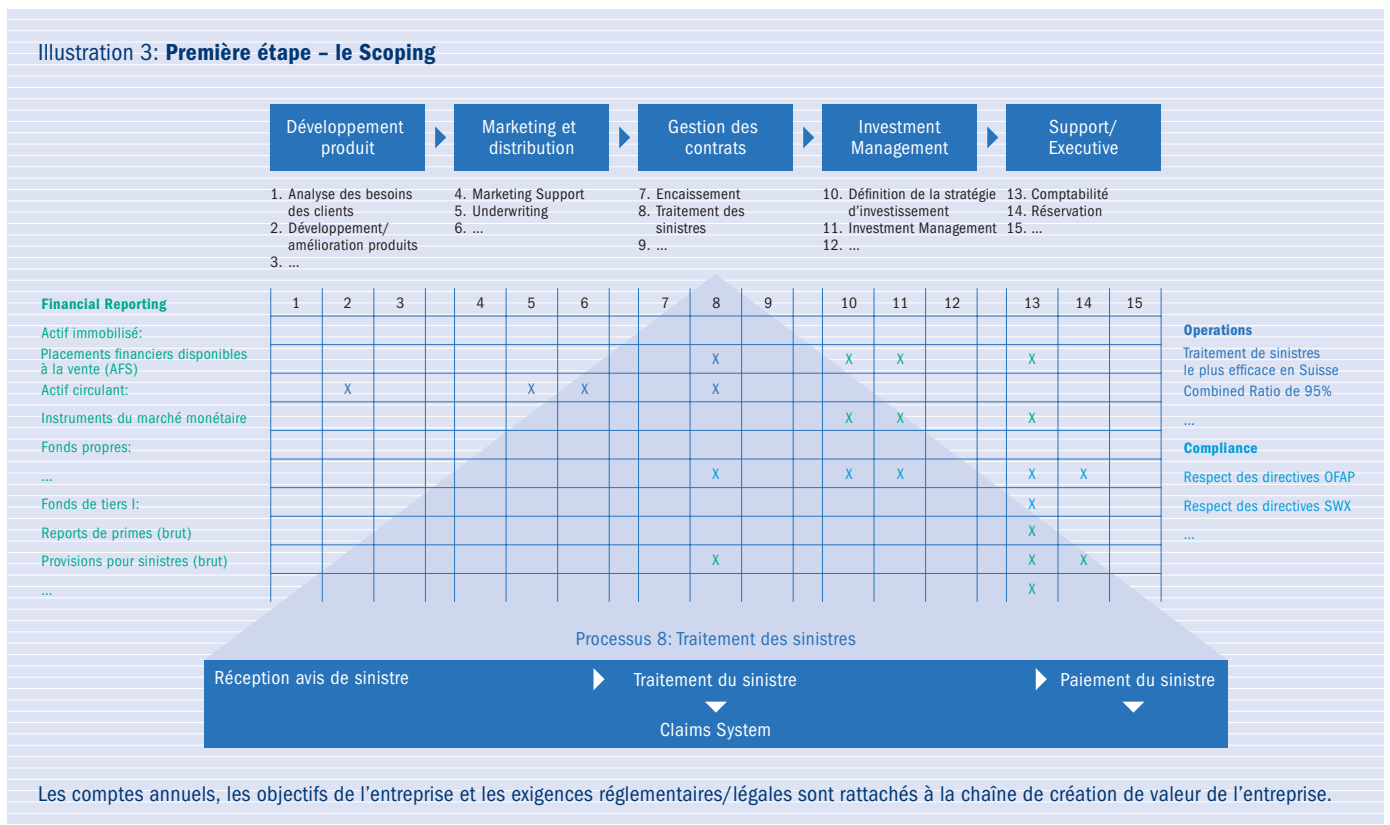 Illustration 3: Première étape – le Scoping
Développement
produit
Marketing et
distribution
Gestion des
contrats
Investment
Management
Support/
Executive
1. Analyse des besoins
des clients
2. Développement/
amélioration produits
3. ...
4. Marketing Support
5. Underwriting
6. ...
7. Encaissement
8. Traitement des
sinistres
9. ...
10. Définition de la stratégie
d'investissement
11. Investment Management
12. ...
13. Comptabilité
14. Réservation
15. ...
Financial Reporting 1 2 3 4 5 6 7 8 9 10 11 12 13 14 15
Actif immobilisé:
Operations
Placements financiers disponibles
à la vente (AFS)
X X X X
Traitement de sinistres
le plus efficace en Suisse
Actif circulant: X X X X Combined Ratio de 95%
Instruments du marché monétaire X X X ...
Fonds propres: Compliance
... X X X X X Respect des directives OFAP
Fonds de tiers I: X Respect des directives SWX
Reports de primes (brut) X ...
Provisions pour sinistres (brut) X X X
... X
Processus 8: Traitement des sinistres
Réception avis de sinistre Traitement du sinistre Paiement du sinistre
Claims System
Les comptes annuels, les objectifs de l'entreprise et les exigences réglementaires/légales sont rattachés à la chaîne de création de valeur de l'entreprise.